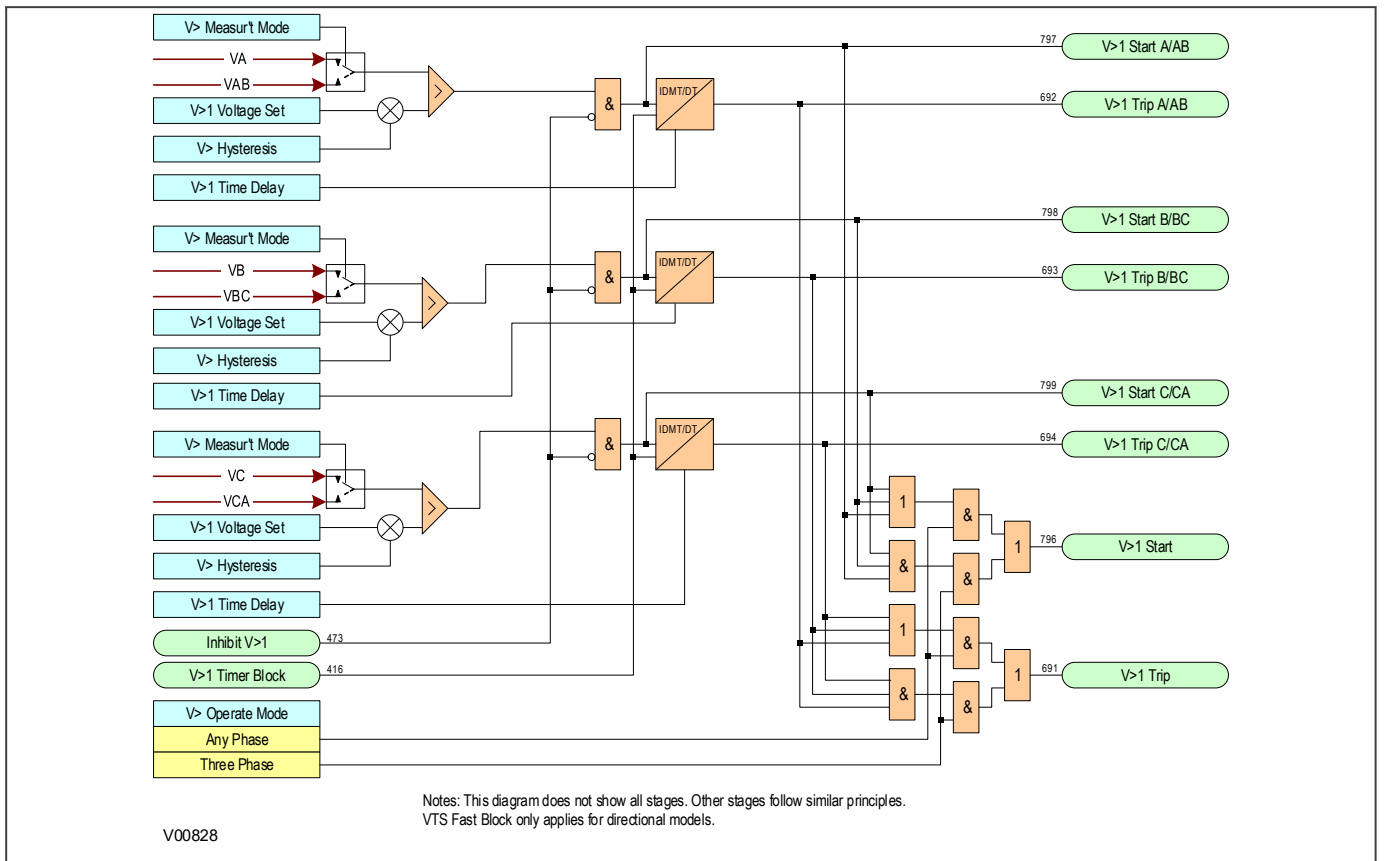 V> Measur't Mode
VA
VAB
V>1 Voltage Set
V> Hysteresis
V>1 Time Delay
>
&
IDMT/DT
797
V>1 Start A/AB
692
V>1 Trip A/AB
V> Measur't Mode
VB
VBC
V>1 Voltage Set
V> Hysteresis
V>1 Time Delay
>
&
IDMT/DT
798
V>1 Start B/BC
693
V>1 Trip B/BC
V> Measur't Mode
VC
VCA
V>1 Voltage Set
V> Hysteresis
V>1 Time Delay
>
&
IDMT/DT
799
V>1 Start C/CA
694
V>1 Trip C/CA
1
&
&
&
1
796
V>1 Start
1
&
&
&
1
691
V>1 Trip
Inhibit V>1
473
V>1 Timer Block
416
V> Operate Mode
Any Phase
Three Phase
Notes: This diagram does not show all stages. Other stages follow similar principles.
VTS Fast Block only applies for directional models.
V00828